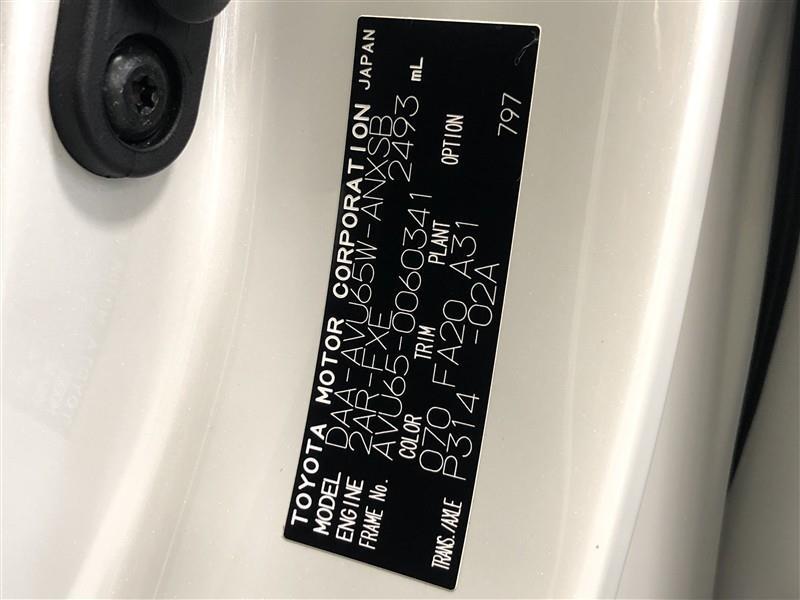 TOYOTA MOTOR CORPORATION JAPAN
MODEL DAA-AVU65W-ANXSB
ENGINE 2AR-FXE 2493 mL
FRAME No. AVU65-0060341
COLOR TRIM PLANT OPTION
070 FA20 A31 797
TRANS./AXLE P314 -02A